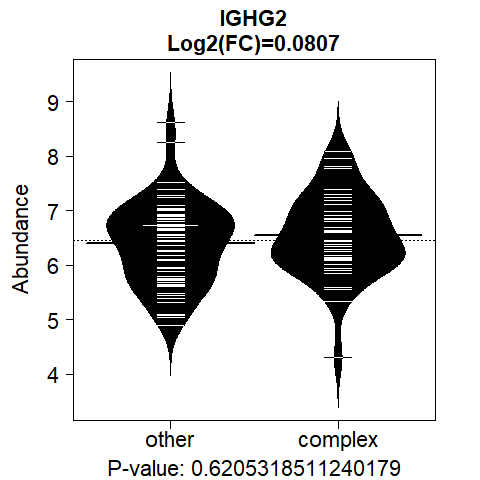 IGHG2
Log2(FC)=0.0807
9
8
7
6
5
4
Abundance
other complex
P-value: 0.6205318511240179